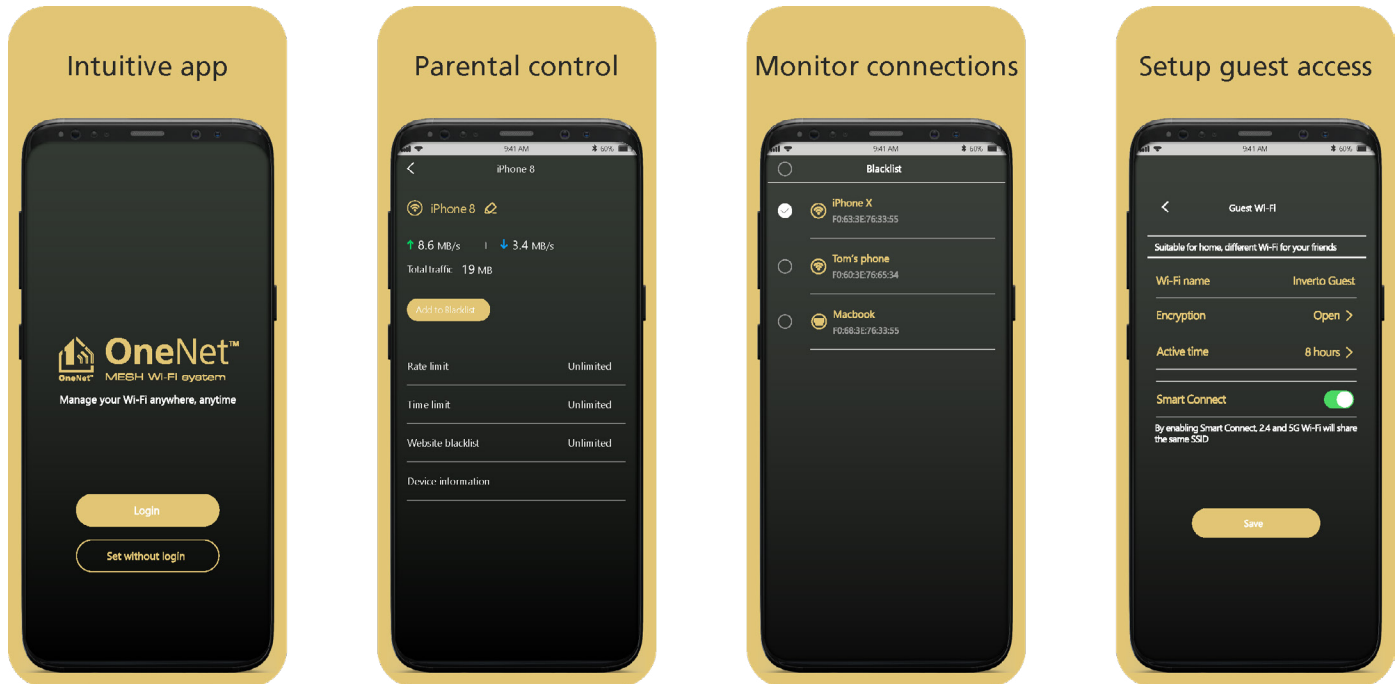 Intuitive app
OneNet™
OneNet™
MESH WI-FI system
Manage your Wi-Fi anywhere, anytime
Login
Set without login
Parental control
9:41 AM
60%
iPhone 8
iPhone 8
8.6 MB/s
3.4 MB/s
Total traffic 19 MB
Add to Blacklist
Rate limit Unlimited
Time limit Unlimited
Website blacklist Unlimited
Device information
Monitor connections
9:41 AM
60%
Blacklist
iPhone X
F0:63:3E:76:33:55
Tom's phone
F0:60:3E:76:65:34
Macbook
F0:68:3E:76:33:55
Setup guest access
9:41 AM
60%
Guest Wi-Fi
Suitable for home, different Wi-Fi for your friends
Wi-Fi name Inverto Guest
Encryption Open
Active time 8 hours
Smart Connect
By enabling Smart Connect, 2.4 and 5G Wi-Fi will share
the same SSID
Save